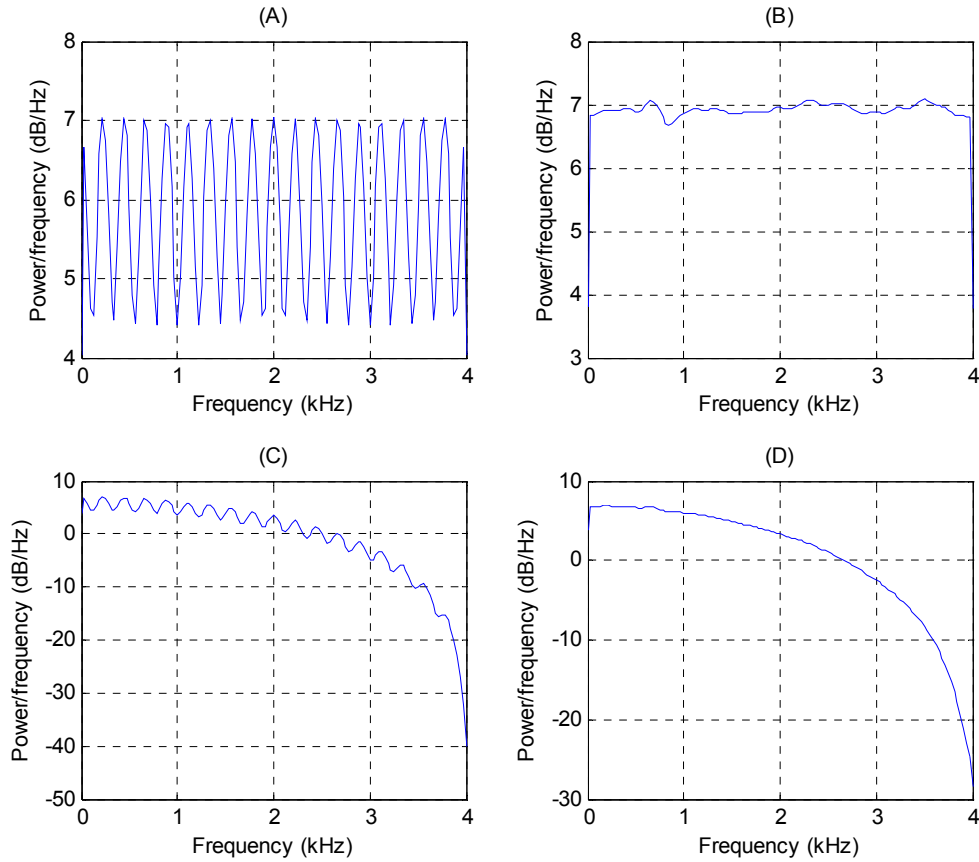 (A)
8
7
6
5
4
0 1 2 3 4
Frequency (kHz)
Power/frequency (dB/Hz)
(B)
8
7
6
5
4
3
0 1 2 3 4
Frequency (kHz)
Power/frequency (dB/Hz)
(C)
10
0
-10
-20
-30
-40
-50
0 1 2 3 4
Frequency (kHz)
Power/frequency (dB/Hz)
(D)
10
0
-10
-20
-30
0 1 2 3 4
Frequency (kHz)
Power/frequency (dB/Hz)